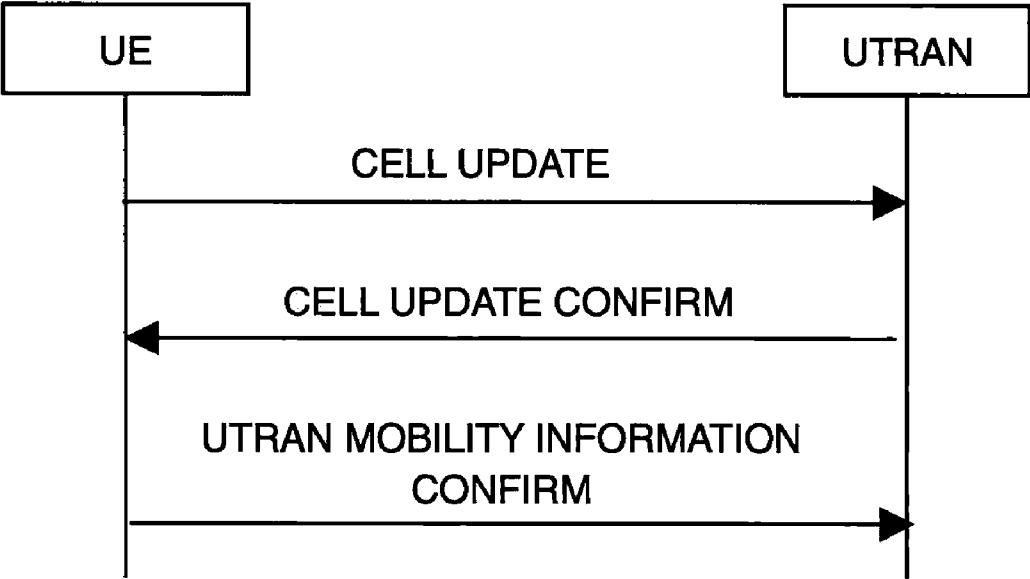 UE
UTRAN
CELL UPDATE
CELL UPDATE CONFIRM
UTRAN MOBILITY INFORMATION
CONFIRM